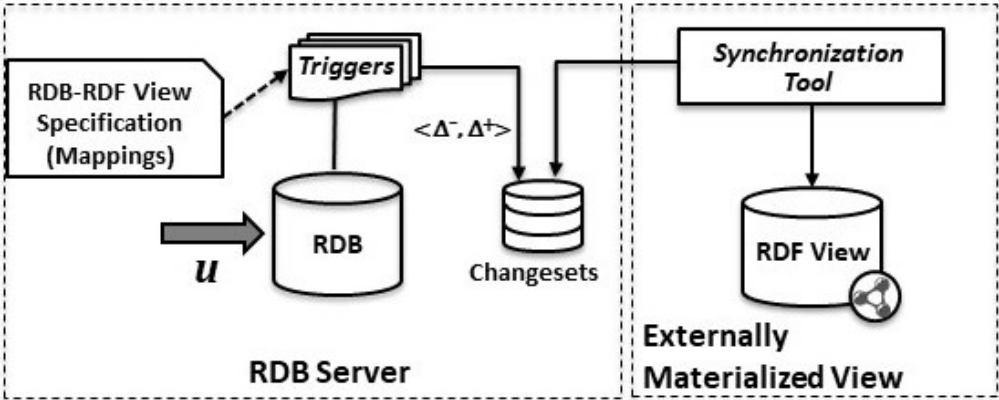 RDB-RDF View
Specification
(Mappings)
Triggers
<Δ⁻, Δ⁺>
u
RDB
Changesets
RDB Server
Synchronization
Tool
RDF View
Externally
Materialized View